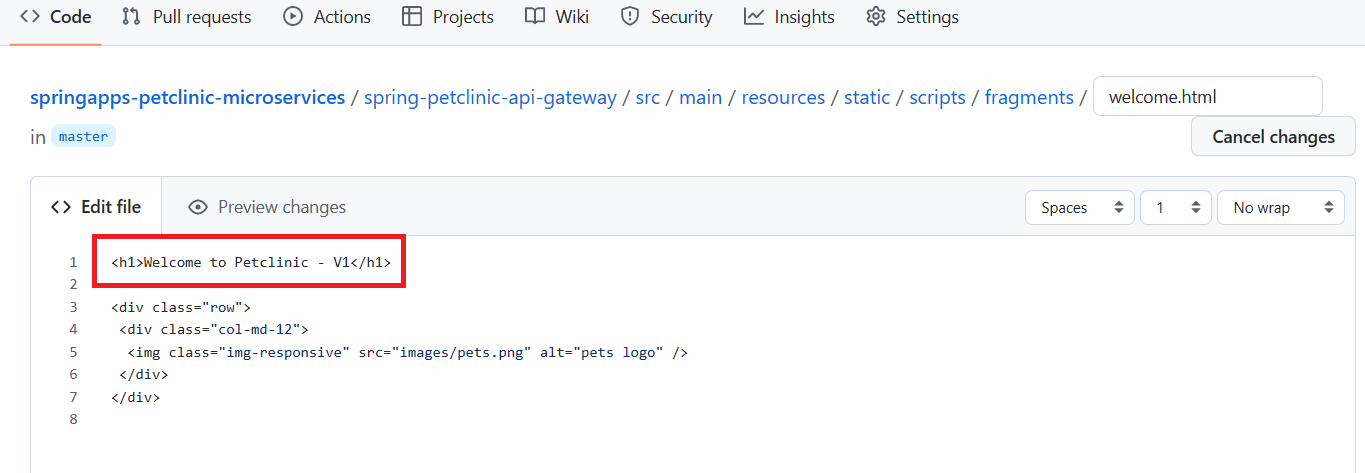 Code Pull requests Actions Projects Wiki Security Insights Settings
springapps-petclinic-microservices / spring-petclinic-api-gateway / src / main / resources / static / scripts / fragments / welcome.html
in master
Cancel changes
Edit file Preview changes Spaces 1 No wrap
1 <h1>Welcome to Petclinic - V1</h1>
2
3 <div class="row">
4  <div class="col-md-12">
5   <img class="img-responsive" src="images/pets.png" alt="pets logo" />
6  </div>
7 </div>
8